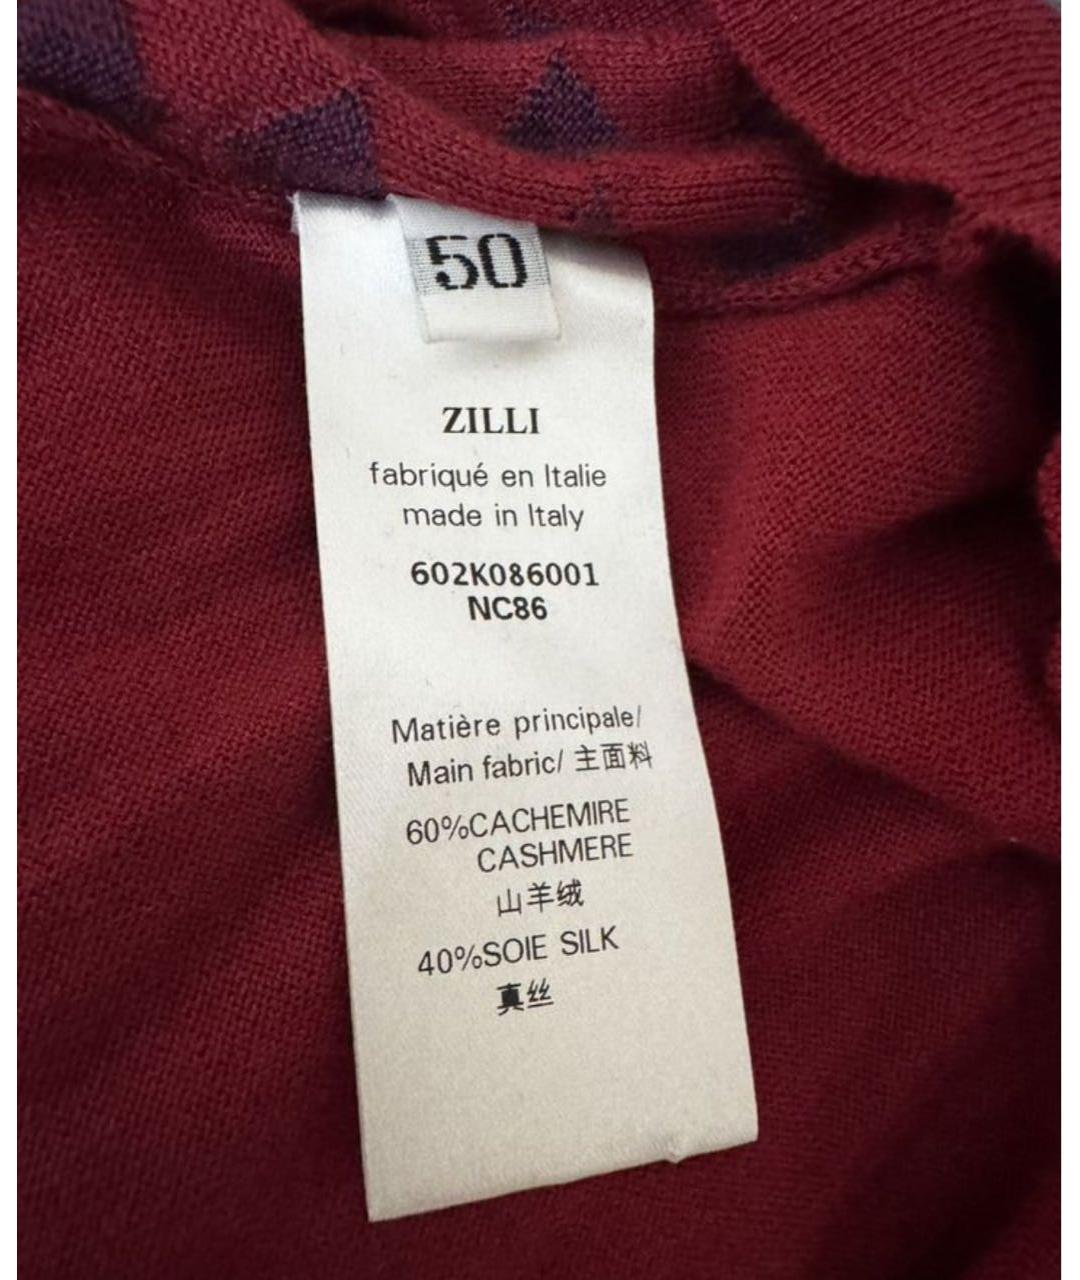 50
ZILLI
fabriqué en Italie
made in Italy
602K086001
NC86
Matière principale/
Main fabric/ 主面料
60%CACHEMIRE
CASHMERE
山羊绒
40%SOIE SILK
真丝